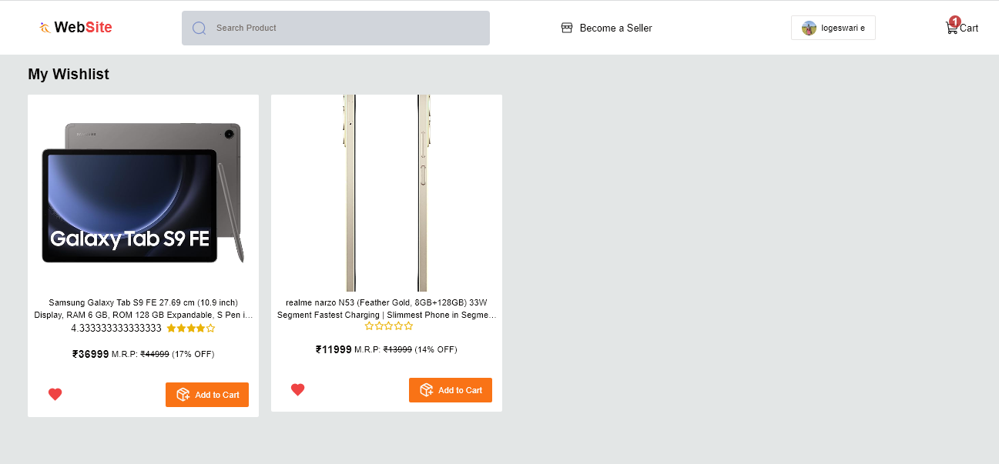 WebSite
Search Product
Become a Seller
logeswari e
1
Cart
My Wishlist
Galaxy Tab S9 FE
Samsung Galaxy Tab S9 FE 27.69 cm (10.9 inch)
Display, RAM 6 GB, ROM 128 GB Expandable, S Pen i...
4.333333333333333
₹36999 M.R.P: ₹44999 (17% OFF)
Add to Cart
realme narzo N53 (Feather Gold, 8GB+128GB) 33W
Segment Fastest Charging | Slimmest Phone in Segme...
₹11999 M.R.P: ₹13999 (14% OFF)
Add to Cart